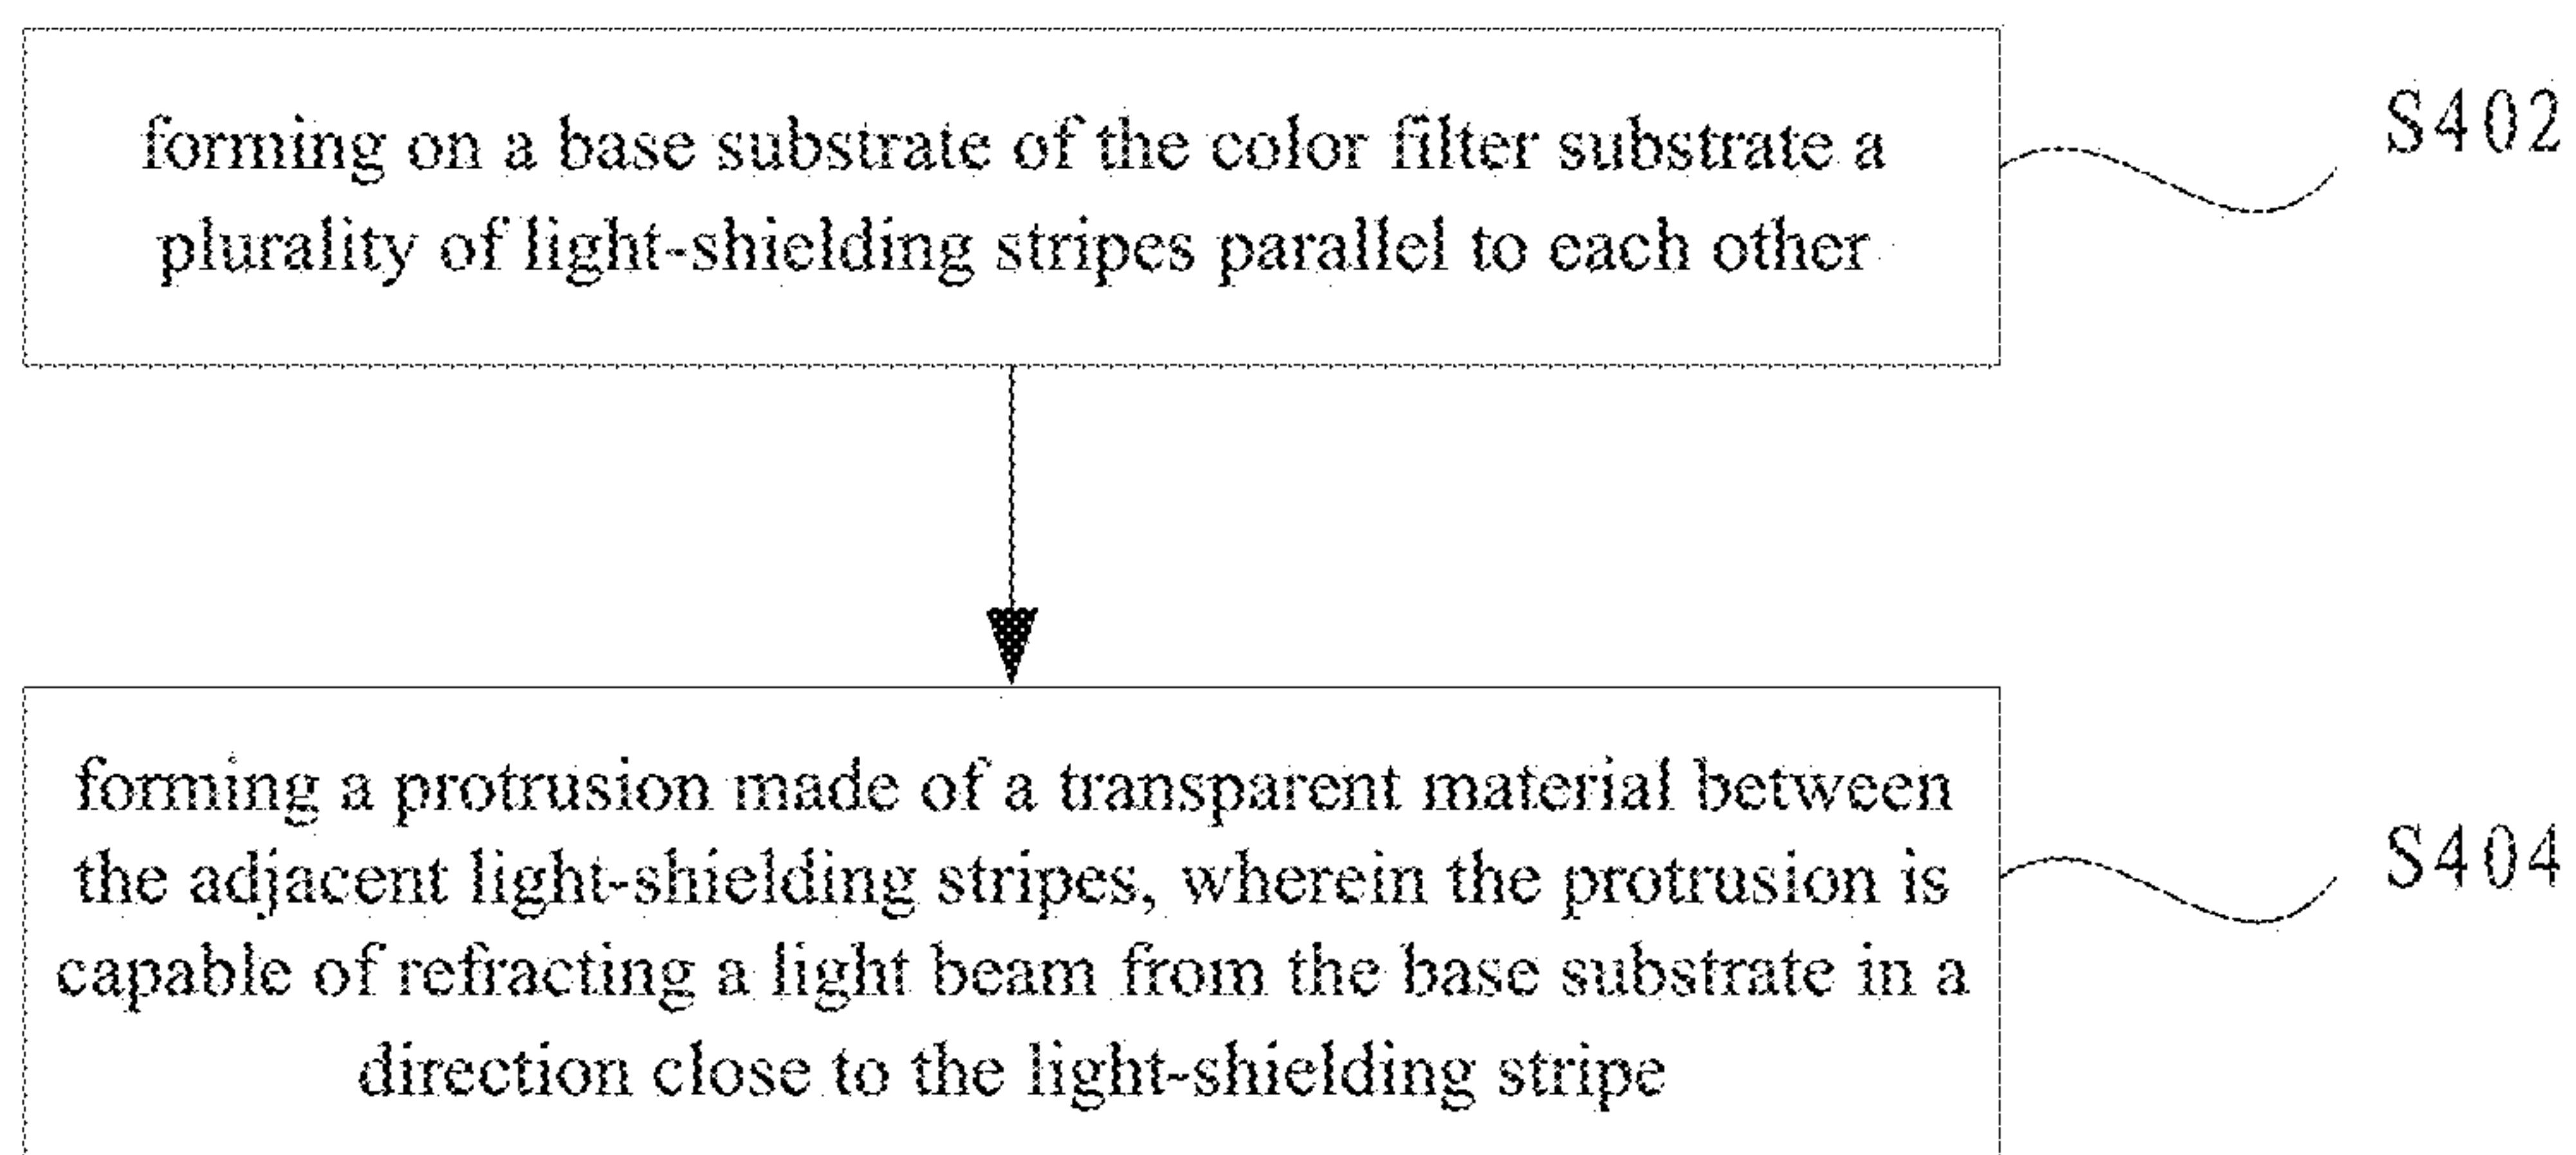 forming on a base substrate of the color filter substrate a
plurality of light-shielding stripes parallel to each other
S402
forming a protrusion made of a transparent material between
the adjacent light-shielding stripes, wherein the protrusion is
capable of refracting a light beam from the base substrate in a
direction close to the light-shielding stripe
S404